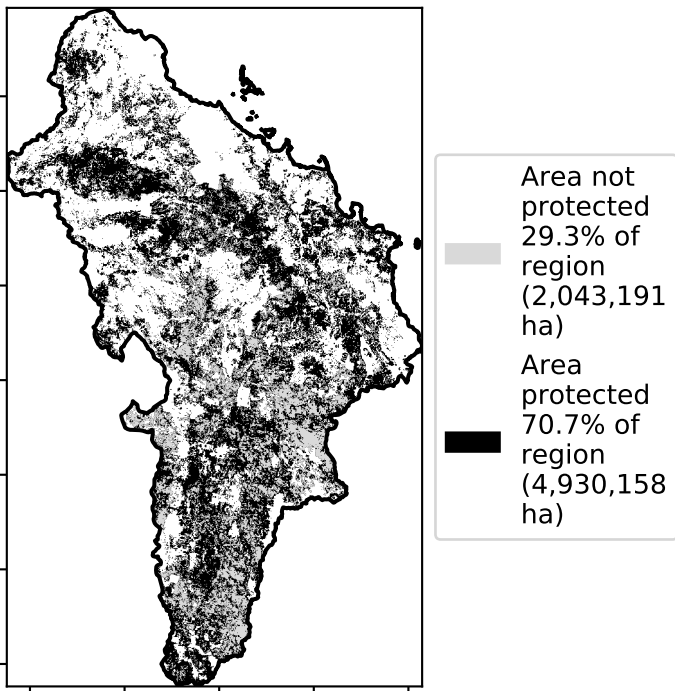 Area not
protected
29.3% of
region
(2,043,191
ha)
Area
protected
70.7% of
region
(4,930,158
ha)